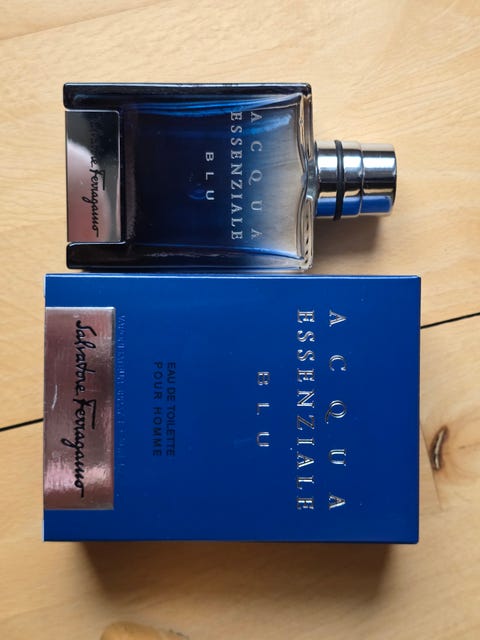 ACQUA
ESSENZIALE
BLU
Salvatore Ferragamo
ACQUA
ESSENZIALE
BLU
EAU DE TOILETTE
POUR HOMME
Salvatore Ferragamo